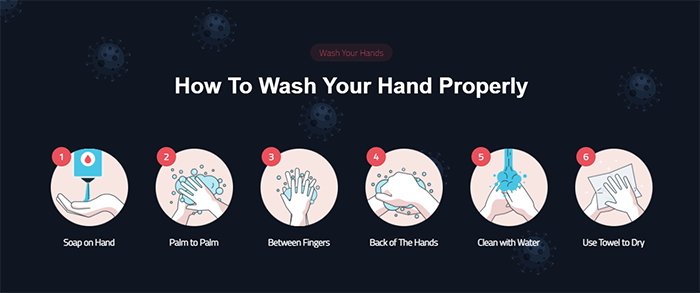 Wash Your Hands
How To Wash Your Hand Properly
1
2
3
4
5
6
Soap on Hand
Palm to Palm
Between Fingers
Back of The Hands
Clean with Water
Use Towel to Dry